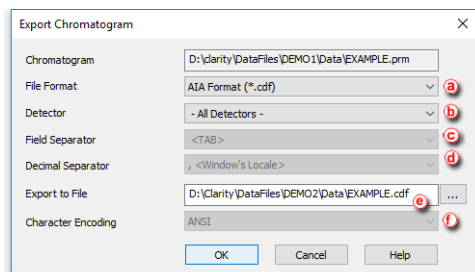 Export Chromatogram
Chromatogram D:\clarity\DataFiles\DEMO1\Data\EXAMPLE.prm
File Format AIA Format (*.cdf) a
Detector - All Detectors - b
Field Separator <TAB> c
Decimal Separator , <Window's Locale> d
Export to File D:\Clarity\DataFiles\DEMO2\Data\EXAMPLE.cdf e ...
Character Encoding ANSI f
OK Cancel Help